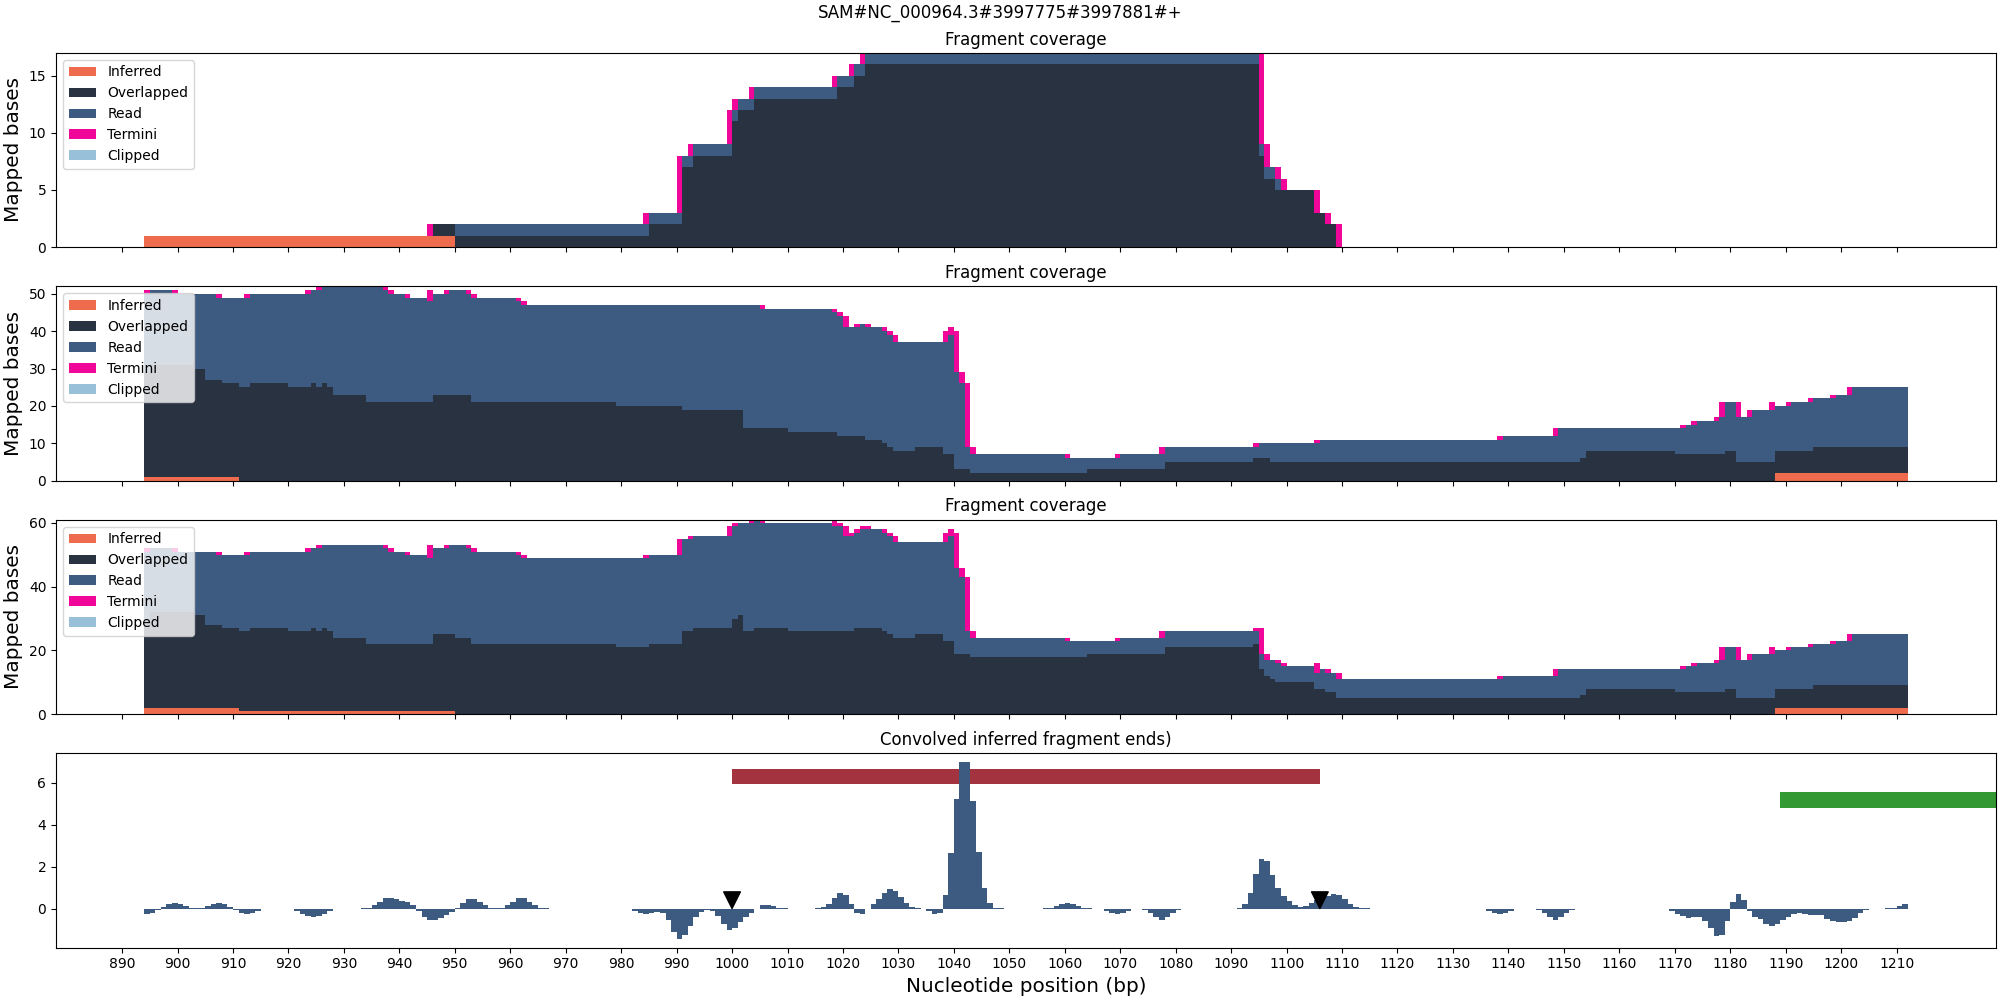 SAM#NC_000964.3#3997775#3997881#+
Fragment coverage
Mapped bases
15
10
5
0
Inferred
Overlapped
Read
Termini
Clipped
Fragment coverage
Mapped bases
50
40
30
20
10
0
Inferred
Overlapped
Read
Termini
Clipped
Fragment coverage
Mapped bases
60
40
20
0
Inferred
Overlapped
Read
Termini
Clipped
Convolved inferred fragment ends)
6
4
2
0
890 900 910 920 930 940 950 960 970 980 990 1000 1010 1020 1030 1040 1050 1060 1070 1080 1090 1100 1110 1120 1130 1140 1150 1160 1170 1180 1190 1200 1210
Nucleotide position (bp)